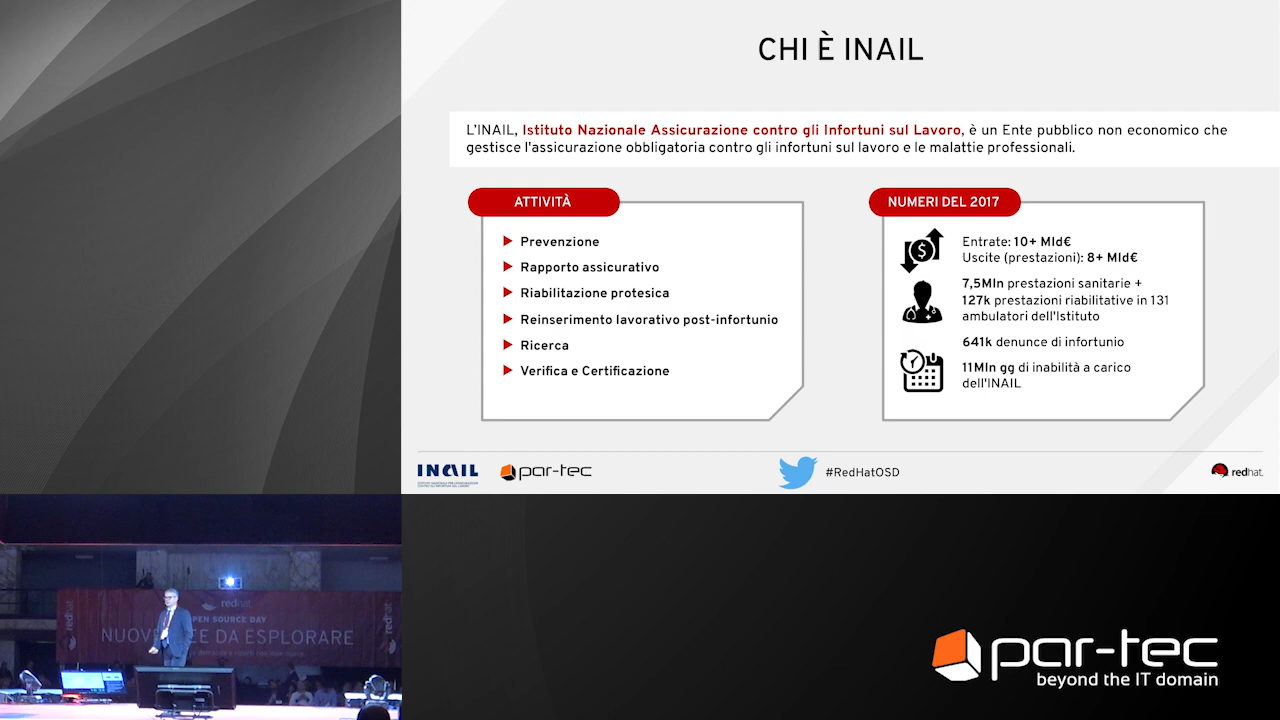 CHI È INAIL
L'INAIL, Istituto Nazionale Assicurazione contro gli Infortuni sul Lavoro, è un Ente pubblico non economico che
gestisce l'assicurazione obbligatoria contro gli infortuni sul lavoro e le malattie professionali.
ATTIVITÀ
Prevenzione
Rapporto assicurativo
Riabilitazione protesica
Reinserimento lavorativo post-infortunio
Ricerca
Verifica e Certificazione
NUMERI DEL 2017
Entrate: 10+ Mld€
Uscite (prestazioni): 8+ Mld€
7,5Mln prestazioni sanitarie +
127k prestazioni riabilitative in 131
ambulatori dell'Istituto
641k denunce di infortunio
11Mln gg di inabilità a carico
dell'INAIL
INAIL
par-tec
#RedHatOSD
redhat.
redhat
redhat
redhat
OPEN SOURCE DAY
DA ESPLORARE
par-tec
beyond the IT domain